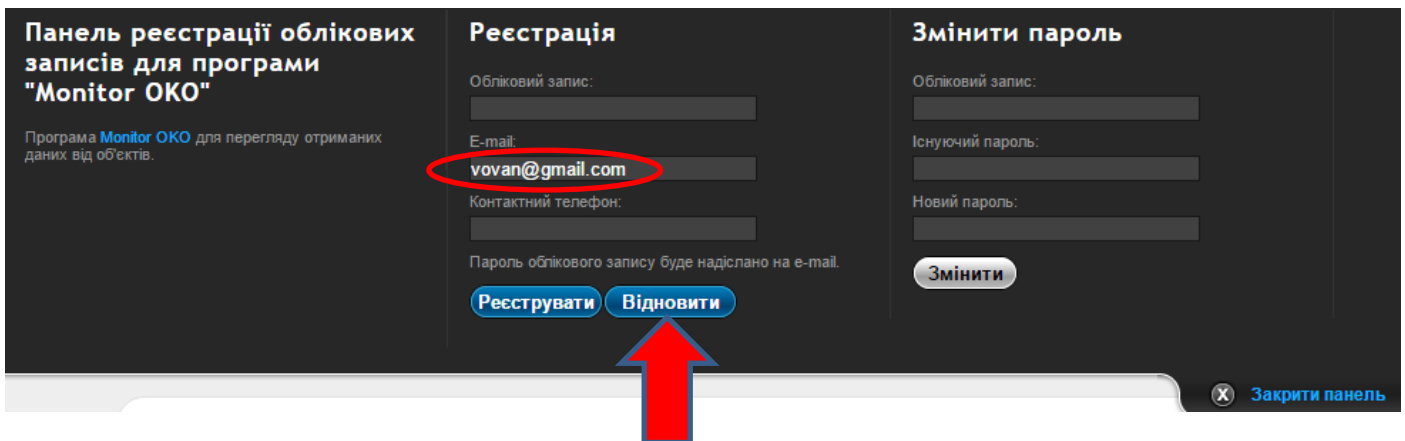 Панель реєстрації облікових
записів для програми
"Monitor ОКО"
Програма Monitor ОКО для перегляду отриманих
даних від об'єктів.
Реєстрація
Обліковий запис:
E-mail:
vovan@gmail.com
Контактний телефон:
Пароль облікового запису буде надіслано на e-mail.
Реєструвати
Відновити
Змінити пароль
Обліковий запис:
Існуючий пароль:
Новий пароль:
Змінити
X Закрити панель